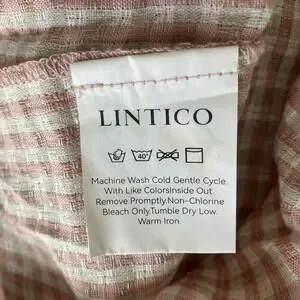 LINTICO
40°
Machine Wash Cold Gentle Cycle.
With Like ColorsInside Out.
Remove Promptly.Non-Chlorine
Bleach Only.Tumble Dry Low.
Warm Iron.